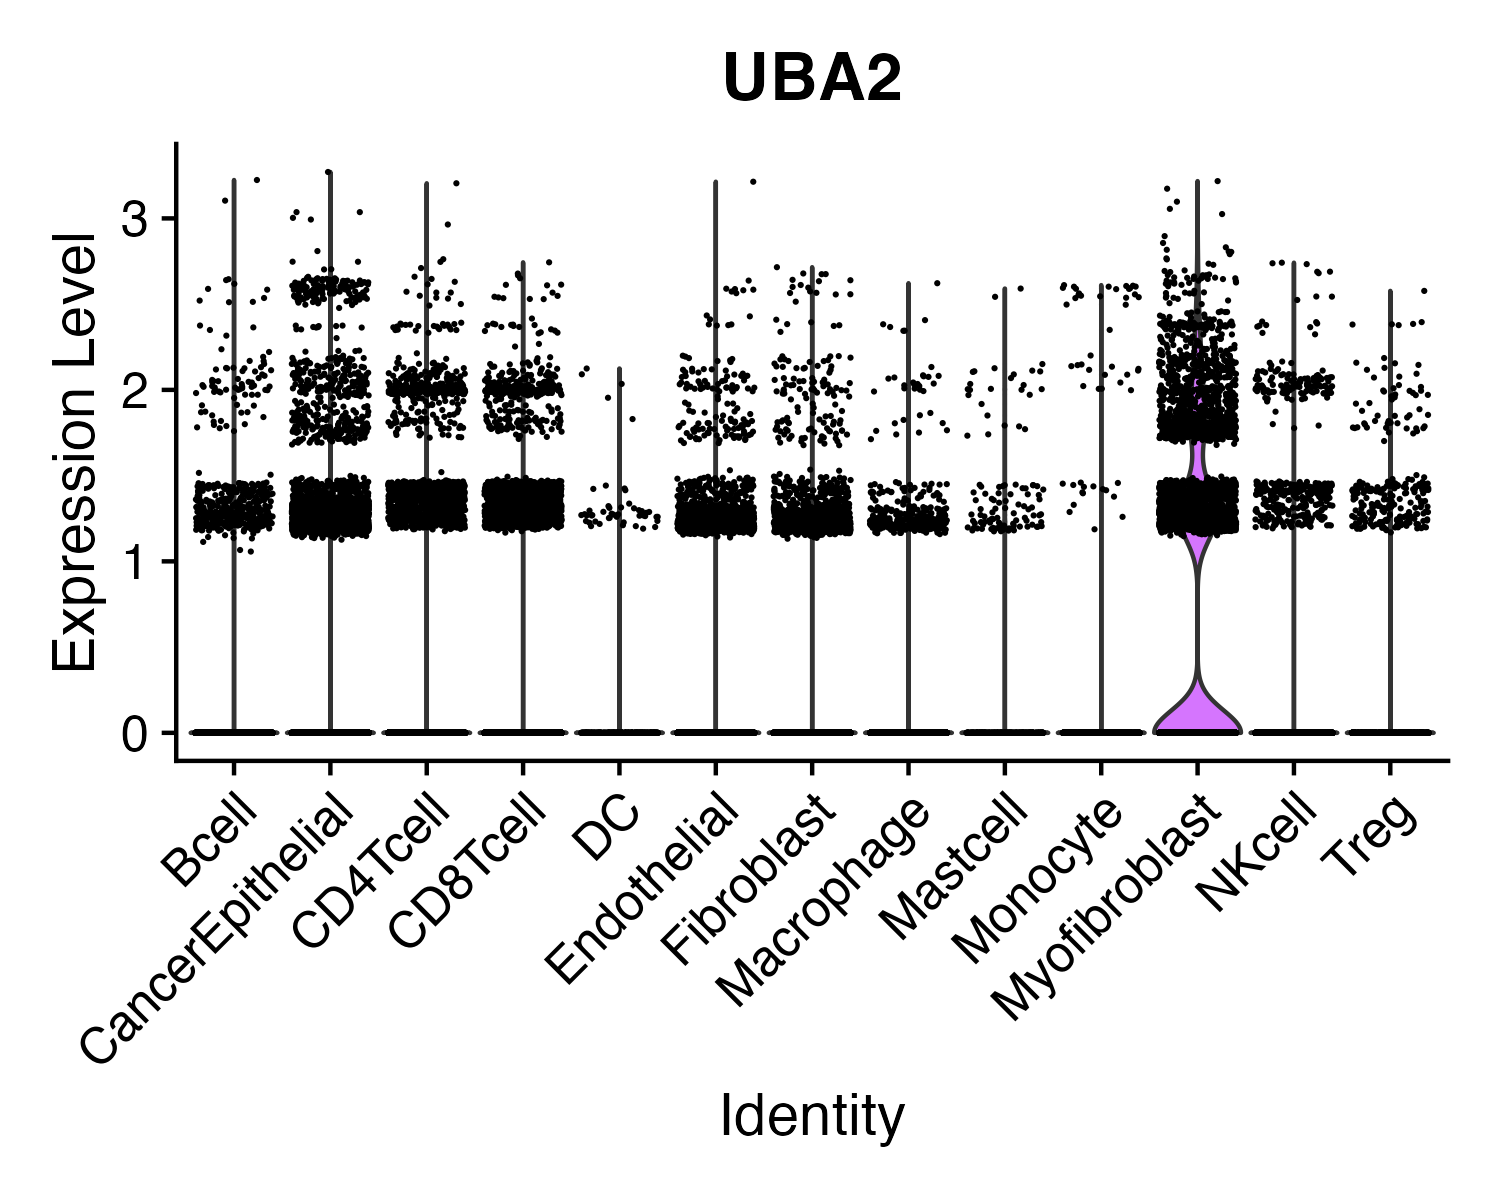 UBA2
Expression Level
3
2
1
0
Bcell
CancerEpithelial
CD4Tcell
CD8Tcell
DC
Endothelial
Fibroblast
Macrophage
Mastcell
Monocyte
Myofibroblast
NKcell
Treg
Identity